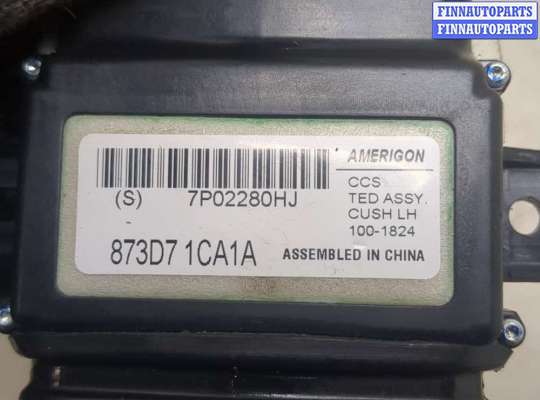 FINNAUTOPARTS
FINNAUTOPARTS
AMERIGON
(S) 7P02280HJ
CCS
TED ASSY.
CUSH LH
100-1824
-
873D7 1CA1A
ASSEMBLED IN CHINA